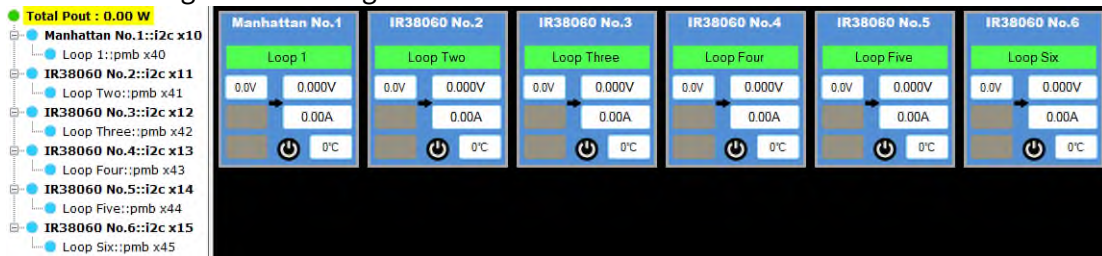 Total Pout : 0.00 W
Manhattan No.1::i2c x10
Loop 1::pmb x40
IR38060 No.2::i2c x11
Loop Two::pmb x41
IR38060 No.3::i2c x12
Loop Three::pmb x42
IR38060 No.4::i2c x13
Loop Four::pmb x43
IR38060 No.5::i2c x14
Loop Five::pmb x44
IR38060 No.6::i2c x15
Loop Six::pmb x45
Manhattan No.1 IR38060 No.2 IR38060 No.3 IR38060 No.4 IR38060 No.5 IR38060 No.6
Loop 1 Loop Two Loop Three Loop Four Loop Five Loop Six
0.0V 0.000V 0.0V 0.000V 0.0V 0.000V 0.0V 0.000V 0.0V 0.000V 0.0V 0.000V
0.00A 0.00A 0.00A 0.00A 0.00A 0.00A
0°C 0°C 0°C 0°C 0°C 0°C